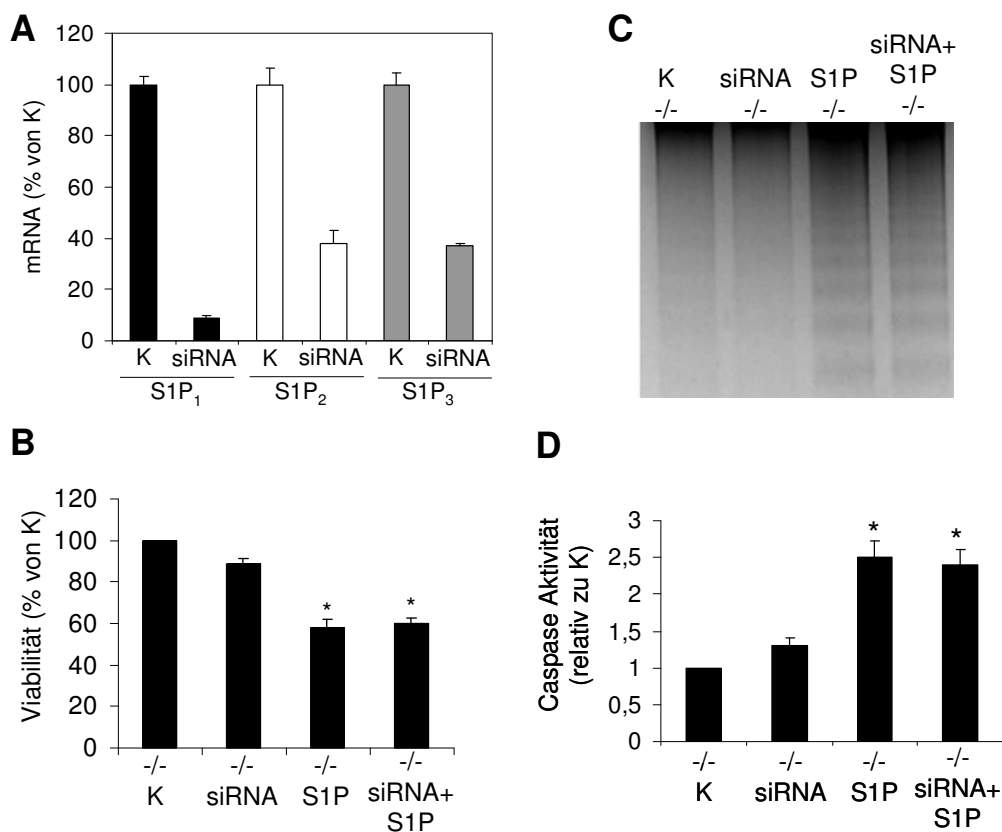 A
mRNA (% von K)
120
100
80
60
40
20
0
K siRNA K siRNA K siRNA
S1P1 S1P2 S1P3
B
Viabilität (% von K)
120
100
80
60
40
20
0
* *
-/- -/- -/- -/-
K siRNA S1P siRNA+
S1P
C
K siRNA S1P siRNA+
S1P
-/- -/- -/- -/-
D
Caspase Aktivität
(relativ zu K)
3
2,5
2
1,5
1
0,5
0
* *
-/- -/- -/- -/-
K siRNA S1P siRNA+
S1P